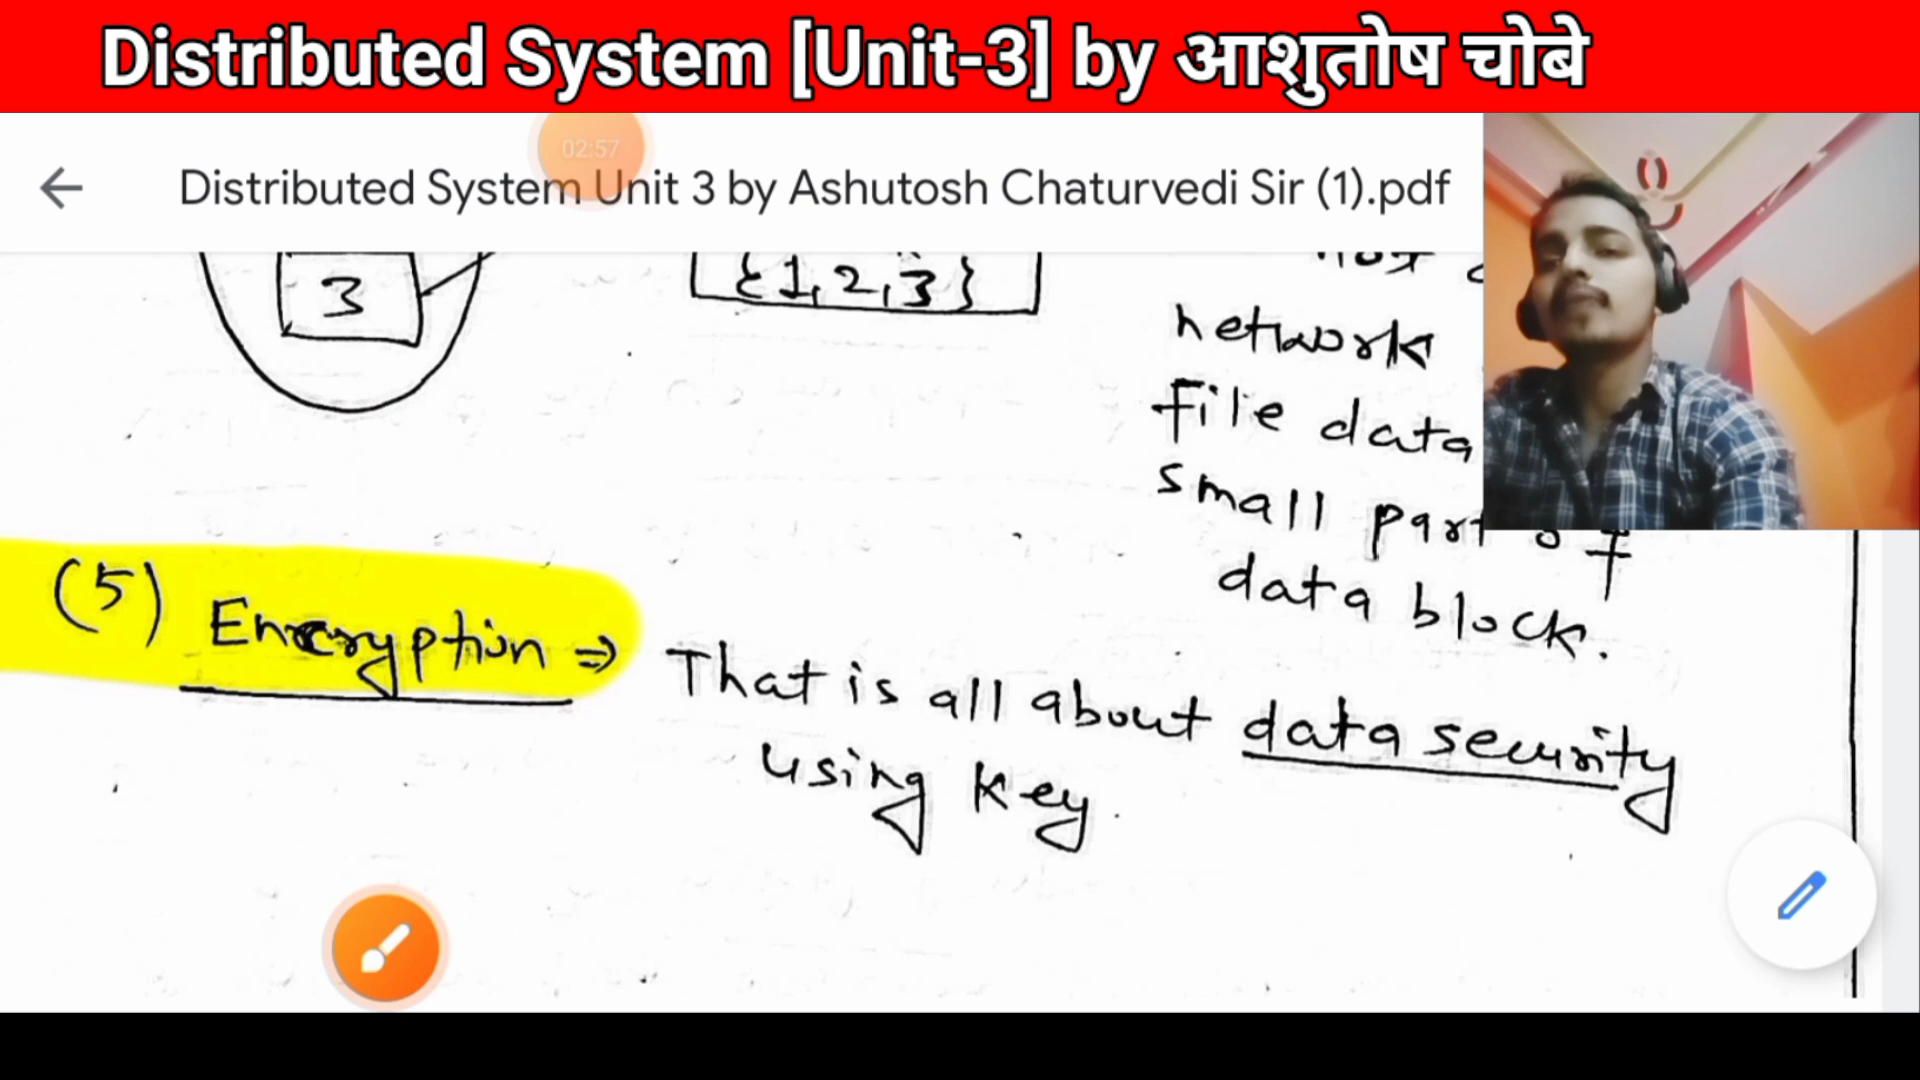 Distributed System [Unit-3] by आशुतोष चोबे
02:57
Distributed System Unit 3 by Ashutosh Chaturvedi Sir (1).pdf
3
{1,2,3}
network
file data
small part of
data block.
(5) Encryption ⇒ That is all about data security
using key.